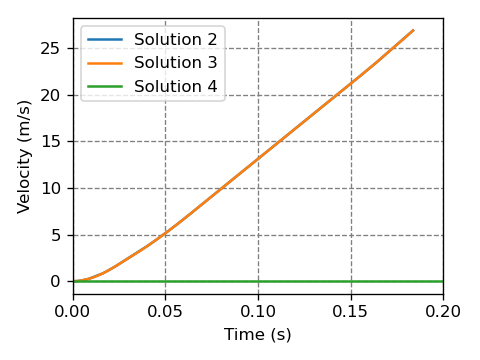 Solution 2
Solution 3
Solution 4
25
20
15
10
5
0
Velocity (m/s)
0.00
0.05
0.10
0.15
0.20
Time (s)